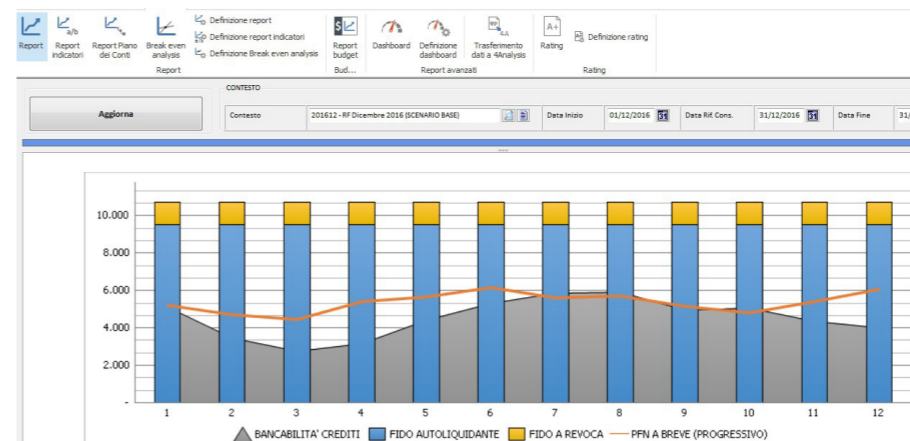 Definizione report
Definizione report indicatori
Definizione Break even analysis
Report
Report indicatori
Report Piano dei Conti
Break even analysis
Report
Report budget
Bud...
Dashboard
Definizione dashboard
Trasferimento dati a 4Analysis
Report avanzati
Rating
Definizione rating
Rating
CONTESTO
Aggiorna
Contesto
201612 - RF Dicembre 2016 (SCENARIO BASE)
Data Inizio
01/12/2016
Data Rif. Cons.
31/12/2016
Data Fine
31/
10.000
8.000
6.000
4.000
2.000
-
1 2 3 4 5 6 7 8 9 10 11 12
BANCABILITA' CREDITI FIDO AUTOLIQUIDANTE FIDO A REVOCA PFN A BREVE (PROGRESSIVO)